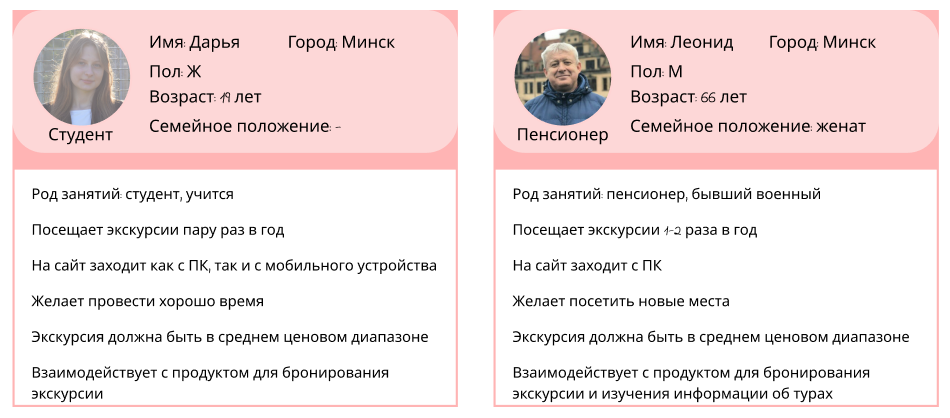 Имя: Дарья Город: Минск
Пол: Ж
Возраст: 19 лет
Семейное положение: -
Студент
Род занятий: студент, учится
Посещает экскурсии пару раз в год
На сайт заходит как с ПК, так и с мобильного устройства
Желает провести хорошо время
Экскурсия должна быть в среднем ценовом диапазоне
Взаимодействует с продуктом для бронирования
экскурсии
Имя: Леонид Город: Минск
Пол: М
Возраст: 66 лет
Семейное положение: женат
Пенсионер
Род занятий: пенсионер, бывший военный
Посещает экскурсии 1-2 раза в год
На сайт заходит с ПК
Желает посетить новые места
Экскурсия должна быть в среднем ценовом диапазоне
Взаимодействует с продуктом для бронирования
экскурсии и изучения информации об турах